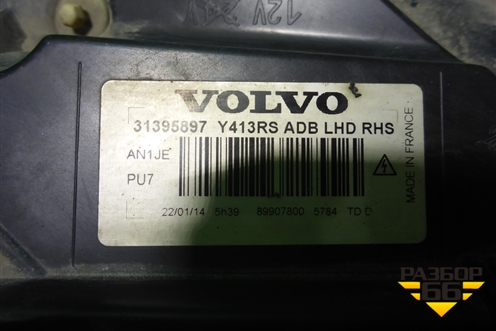 12V 24V
VOLVO
31395897 Y413RS ADB LHD RHS
AN1JE
PU7
MADE IN FRANCE
22/01/14 5h39 89907800 5784 TD D
РАЗБОР
66